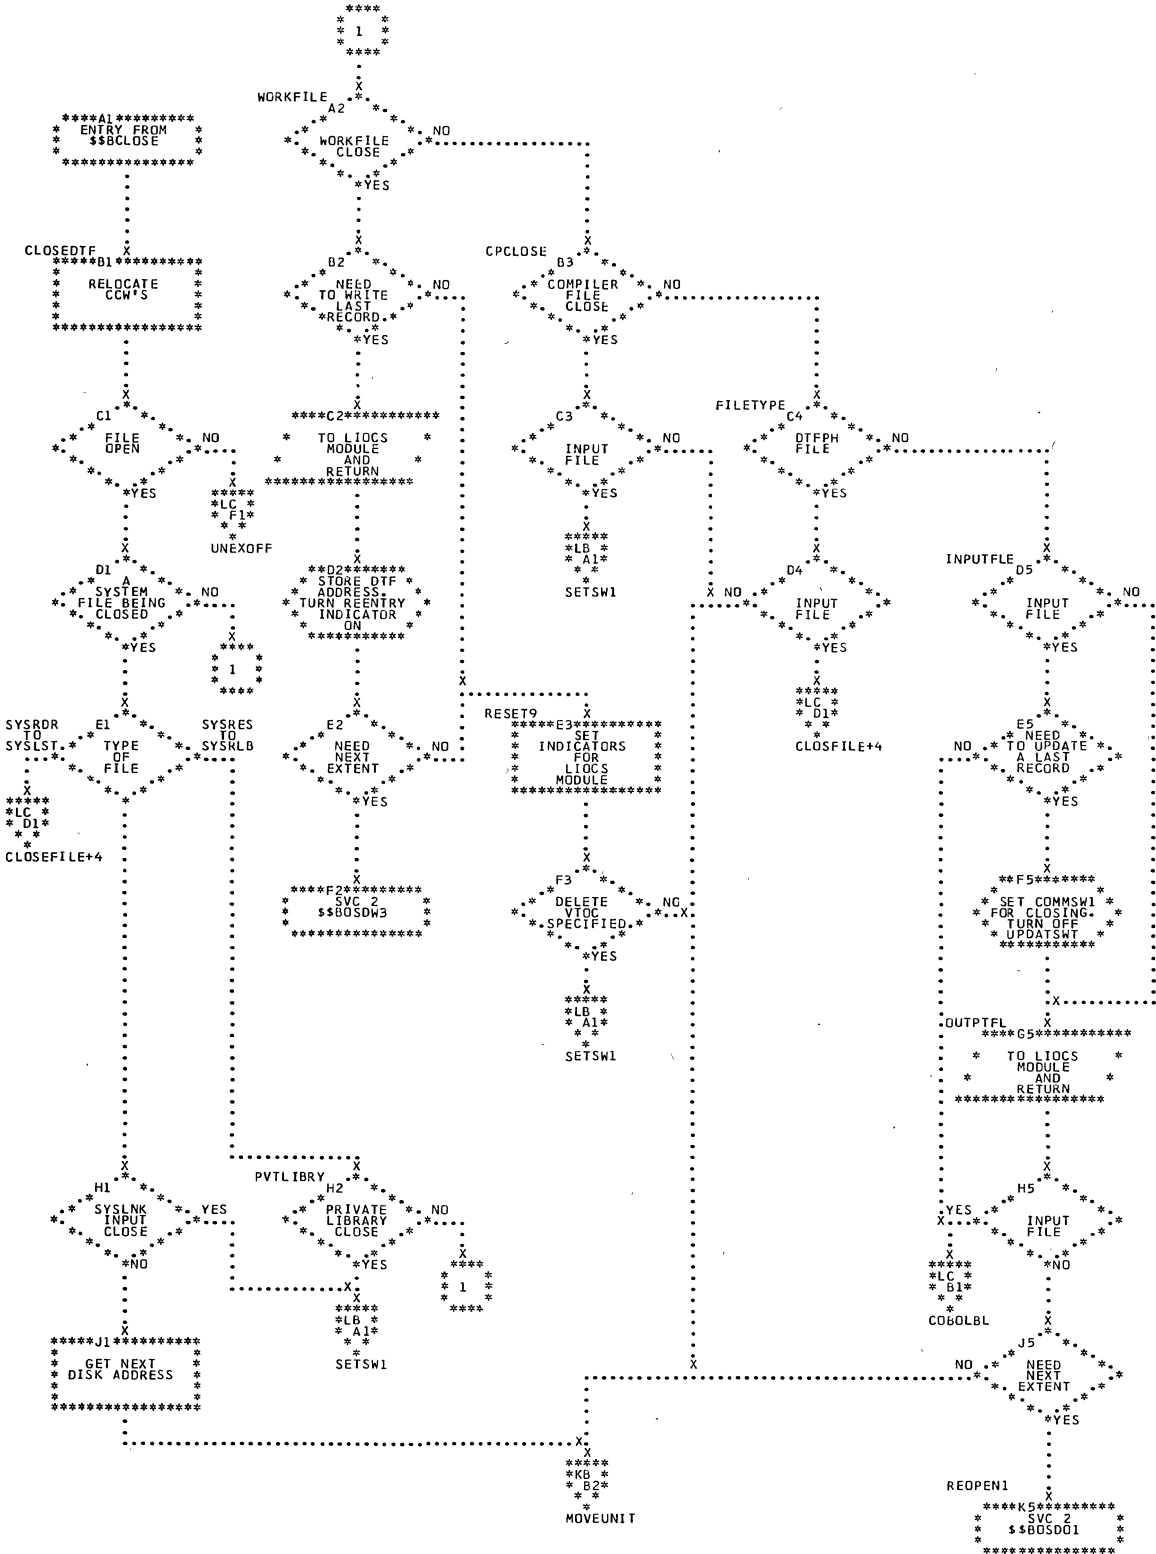 1
WORKFILE
A2
WORKFILE
CLOSE
NO
YES
A1
ENTRY FROM
$$BCLOSE
CLOSEDTF
B1
RELOCATE
CCW'S
B2
NEED
TO WRITE
LAST
RECORD.
NO
YES
CPCLOSE
B3
COMPILER
FILE
CLOSE
NO
YES
C1
FILE
OPEN
NO
YES
LC
F1
UNEXOFF
C2
TO LIOCS
MODULE
AND
RETURN
C3
INPUT
FILE
NO
YES
LB
A1
SETSW1
FILETYPE
C4
DTFPH
FILE
NO
YES
D1
A
SYSTEM
FILE BEING
CLOSED
NO
YES
1
D2
STORE DTF
ADDRESS.
TURN REENTRY
INDICATOR
ON
D4
INPUT
FILE
NO
YES
LC
D1
CLOSFILE+4
INPUTFLE
D5
INPUT
FILE
NO
YES
SYSRDR
TO
SYSLST
E1
TYPE
OF
FILE
SYSRES
TO
SYSRLB
LC
D1
CLOSEFILE+4
E2
NEED
NEXT
EXTENT
NO
YES
RESET9
E3
SET
INDICATORS
FOR
LIOCS
MODULE
E5
NEED
TO UPDATE
A LAST
RECORD
NO
YES
F2
SVC 2
$$BOSDW3
F3
DELETE
VTOC
SPECIFIED
NO
YES
LB
A1
SETSW1
F5
SET COMMSW1
FOR CLOSING.
TURN OFF
UPDATSWT
OUTPTFL
G5
TO LIOCS
MODULE
AND
RETURN
H1
SYSLNK
INPUT
CLOSE
YES
NO
PVTLIBRY
H2
PRIVATE
LIBRARY
CLOSE
NO
YES
1
LB
A1
SETSW1
H5
INPUT
FILE
YES
NO
LC
B1
COBOLBL
J1
GET NEXT
DISK ADDRESS
J5
NEED
NEXT
EXTENT
NO
YES
KB
B2
MOVEUNIT
REOPEN1
K5
SVC 2
$$BOSDO1